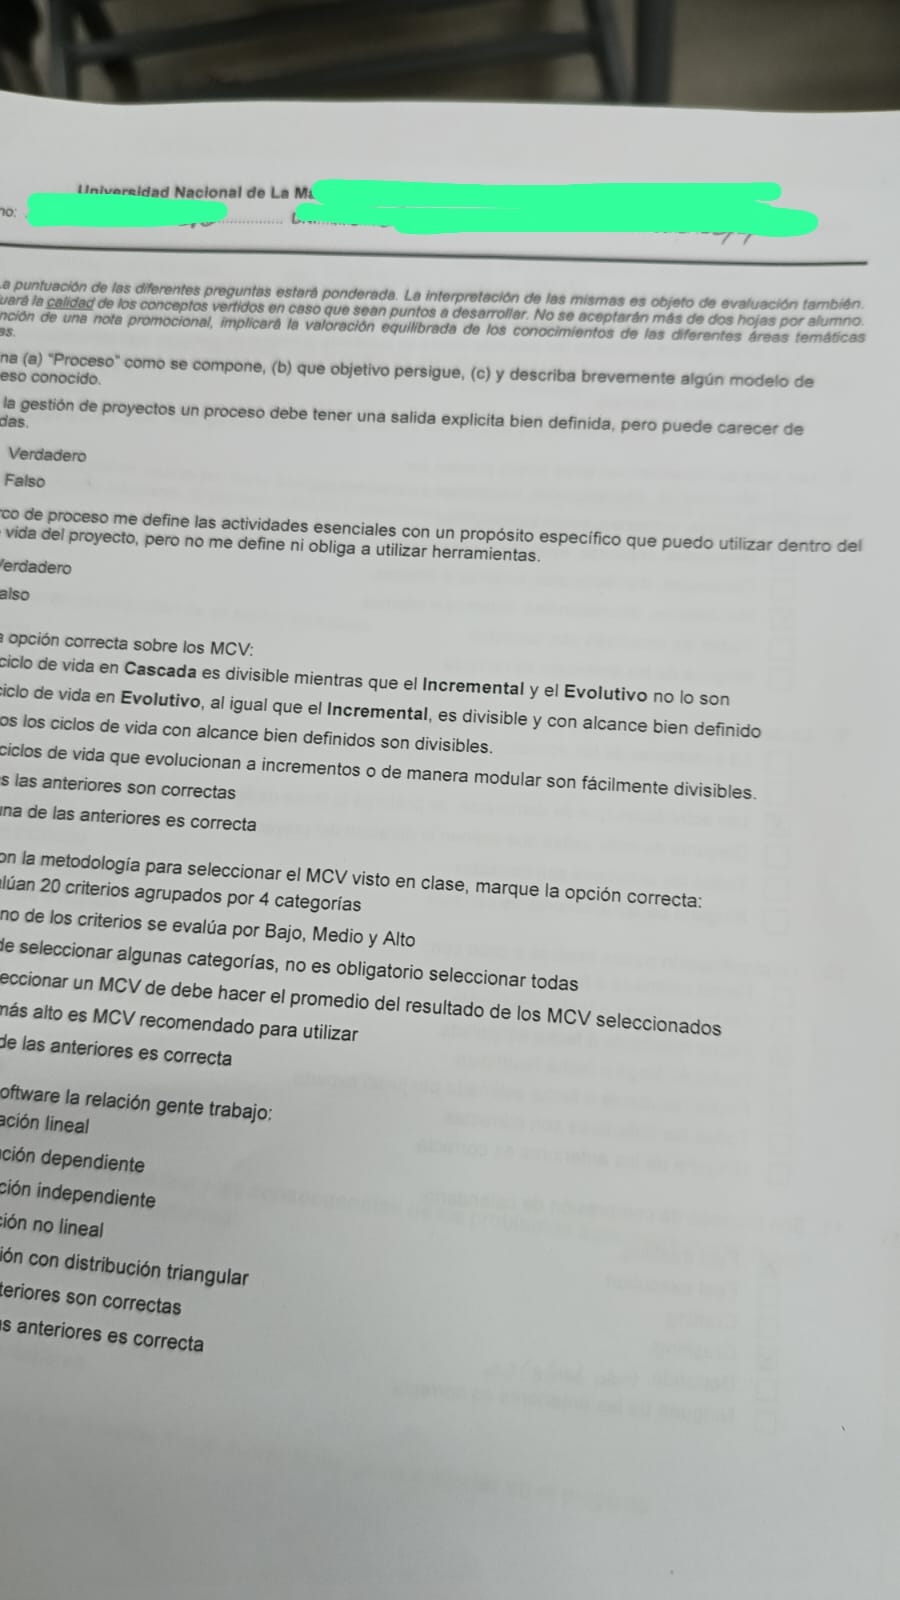 Universidad Nacional de La Ma
no:
La puntuación de las diferentes preguntas estará ponderada. La interpretación de las mismas es objeto de evaluación también.
uará la calidad de los conceptos vertidos en caso que sean puntos a desarrollar. No se aceptarán más de dos hojas por alumno.
nción de una nota promocional, implicará la valoración equilibrada de los conocimientos de las diferentes áreas temáticas
as.
na (a) "Proceso" como se compone, (b) que objetivo persigue, (c) y describa brevemente algún modelo de
eso conocido.
la gestión de proyectos un proceso debe tener una salida explicita bien definida, pero puede carecer de
das.
Verdadero
Falso
rco de proceso me define las actividades esenciales con un propósito específico que puedo utilizar dentro del
vida del proyecto, pero no me define ni obliga a utilizar herramientas.
Verdadero
also
a opción correcta sobre los MCV:
ciclo de vida en Cascada es divisible mientras que el Incremental y el Evolutivo no lo son
ciclo de vida en Evolutivo, al igual que el Incremental, es divisible y con alcance bien definido
os los ciclos de vida con alcance bien definidos son divisibles.
ciclos de vida que evolucionan a incrementos o de manera modular son fácilmente divisibles.
s las anteriores son correctas
una de las anteriores es correcta
on la metodología para seleccionar el MCV visto en clase, marque la opción correcta:
alúan 20 criterios agrupados por 4 categorías
no de los criterios se evalúa por Bajo, Medio y Alto
de seleccionar algunas categorías, no es obligatorio seleccionar todas
eccionar un MCV de debe hacer el promedio del resultado de los MCV seleccionados
más alto es MCV recomendado para utilizar
de las anteriores es correcta
oftware la relación gente trabajo:
ación lineal
ación dependiente
ción independiente
ción no lineal
ión con distribución triangular
teriores son correctas
as anteriores es correcta